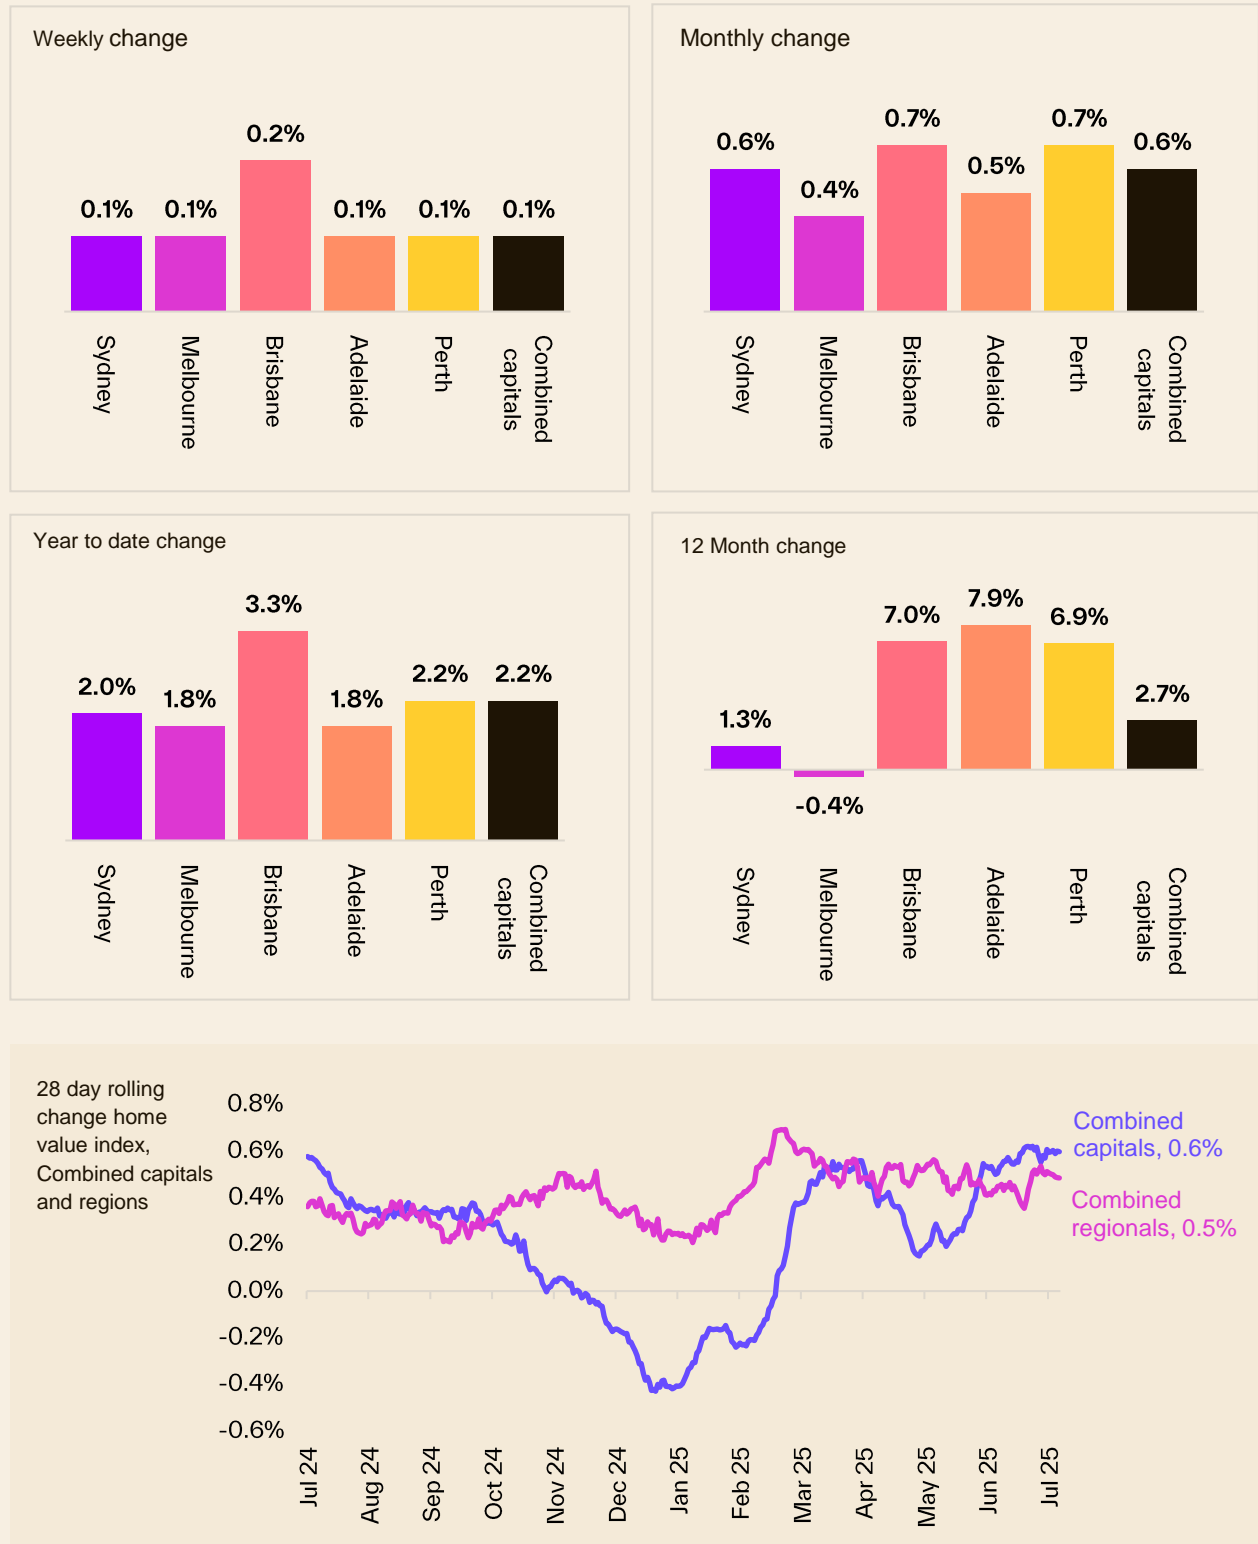 Weekly change
0.1%
0.1%
0.2%
0.1%
0.1%
0.1%
Sydney
Melbourne
Brisbane
Adelaide
Perth
Combined
capitals
Monthly change
0.6%
0.4%
0.7%
0.5%
0.7%
0.6%
Sydney
Melbourne
Brisbane
Adelaide
Perth
Combined
capitals
Year to date change
2.0%
1.8%
3.3%
1.8%
2.2%
2.2%
Sydney
Melbourne
Brisbane
Adelaide
Perth
Combined
capitals
12 Month change
1.3%
-0.4%
7.0%
7.9%
6.9%
2.7%
Sydney
Melbourne
Brisbane
Adelaide
Perth
Combined
capitals
28 day rolling
change home
value index,
Combined capitals
and regions
0.8%
0.6%
0.4%
0.2%
0.0%
-0.2%
-0.4%
-0.6%
Jul 24
Aug 24
Sep 24
Oct 24
Nov 24
Dec 24
Jan 25
Feb 25
Mar 25
Apr 25
May 25
Jun 25
Jul 25
Combined
capitals, 0.6%
Combined
regionals, 0.5%